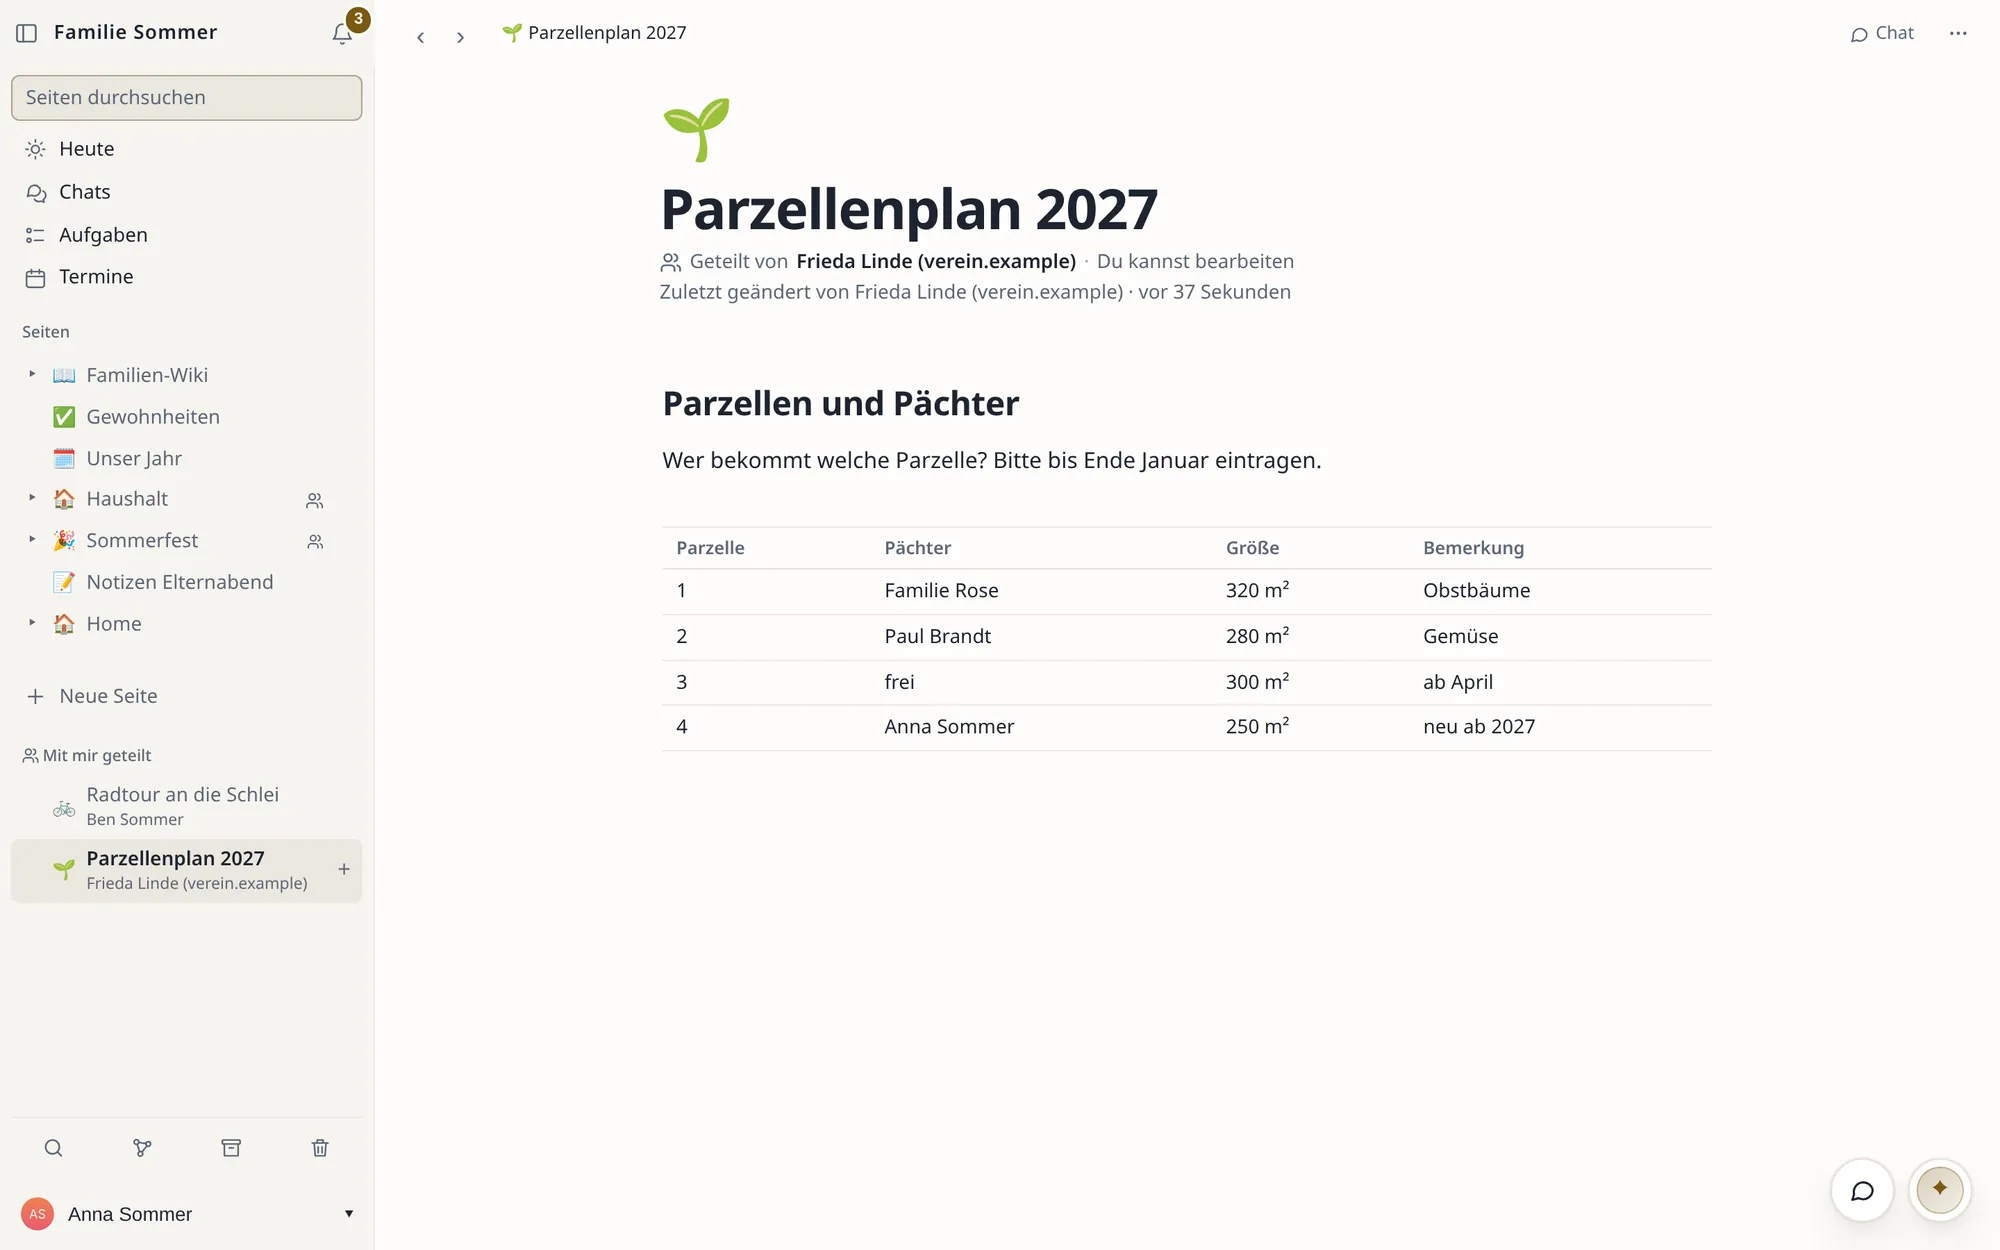 Familie Sommer
3
Seiten durchsuchen
Heute
Chats
Aufgaben
Termine
Seiten
Familien-Wiki
Gewohnheiten
Unser Jahr
Haushalt
Sommerfest
Notizen Elternabend
Home
Neue Seite
Mit mir geteilt
Radtour an die Schlei
Ben Sommer
Parzellenplan 2027
Frieda Linde (verein.example)
AS Anna Sommer
Parzellenplan 2027
Chat
Parzellenplan 2027
Geteilt von Frieda Linde (verein.example) · Du kannst bearbeiten
Zuletzt geändert von Frieda Linde (verein.example) · vor 37 Sekunden
Parzellen und Pächter
Wer bekommt welche Parzelle? Bitte bis Ende Januar eintragen.
Parzelle Pächter Größe Bemerkung
1 Familie Rose 320 m² Obstbäume
2 Paul Brandt 280 m² Gemüse
3 frei 300 m² ab April
4 Anna Sommer 250 m² neu ab 2027